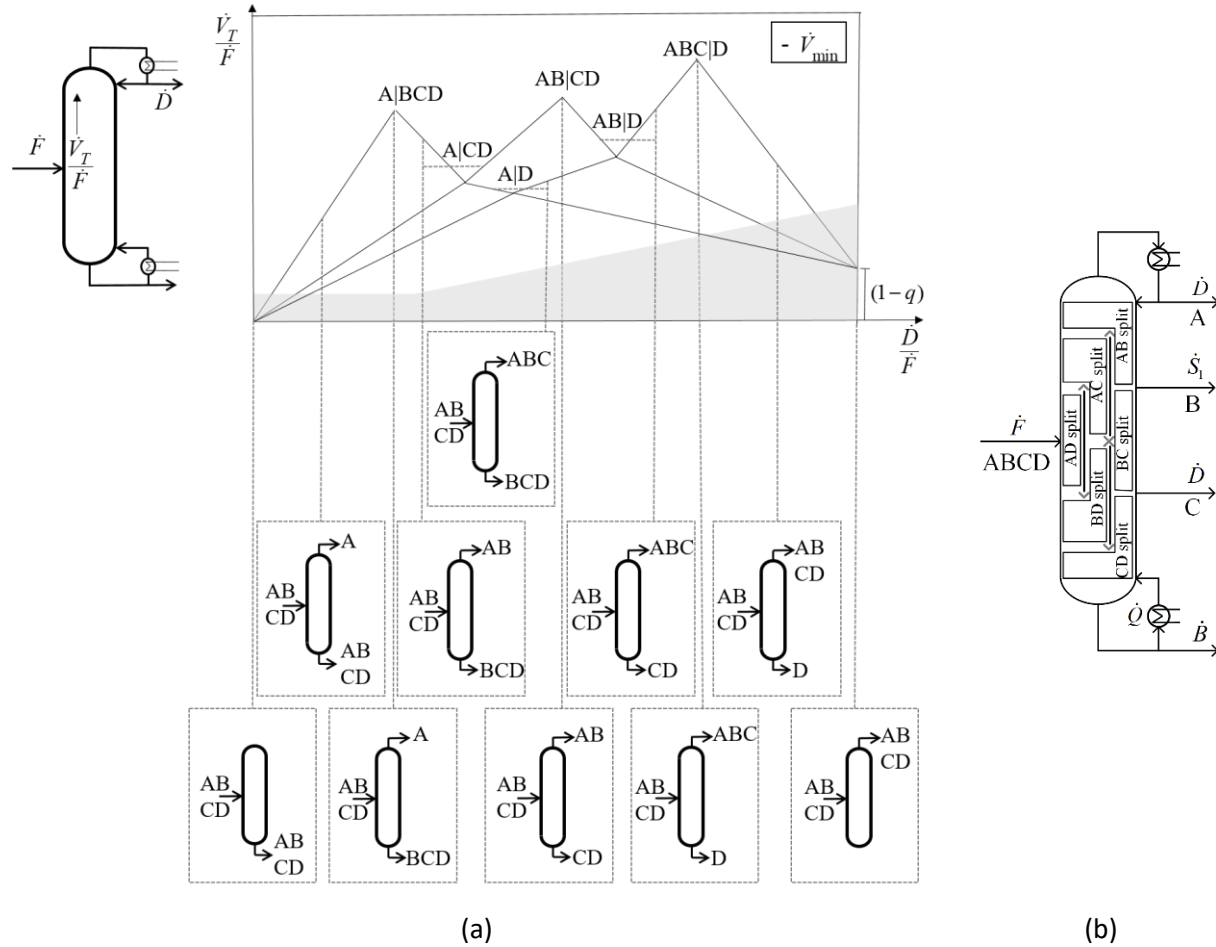 V̇_T
Ḟ
- V̇_min
ABC|D
AB|CD
A|BCD
AB|D
A|CD
A|D
(1−q)
Ḋ
Ḟ
Ḋ
Ḟ
V̇_T
Ḟ
ABC
AB
CD
BCD
A
AB
CD
AB
CD
AB
AB
CD
BCD
ABC
AB
CD
CD
AB
CD
AB
CD
D
AB
CD
AB
CD
A
AB
CD
BCD
AB
AB
CD
CD
ABC
AB
CD
D
AB
CD
AB
CD
Ḋ
A
Ṡ₁
B
Ḋ
C
Ḟ
ABCD
AD split
AC split
BD split
AB split
BC split
CD split
Q̇
Ḃ
(a)
(b)